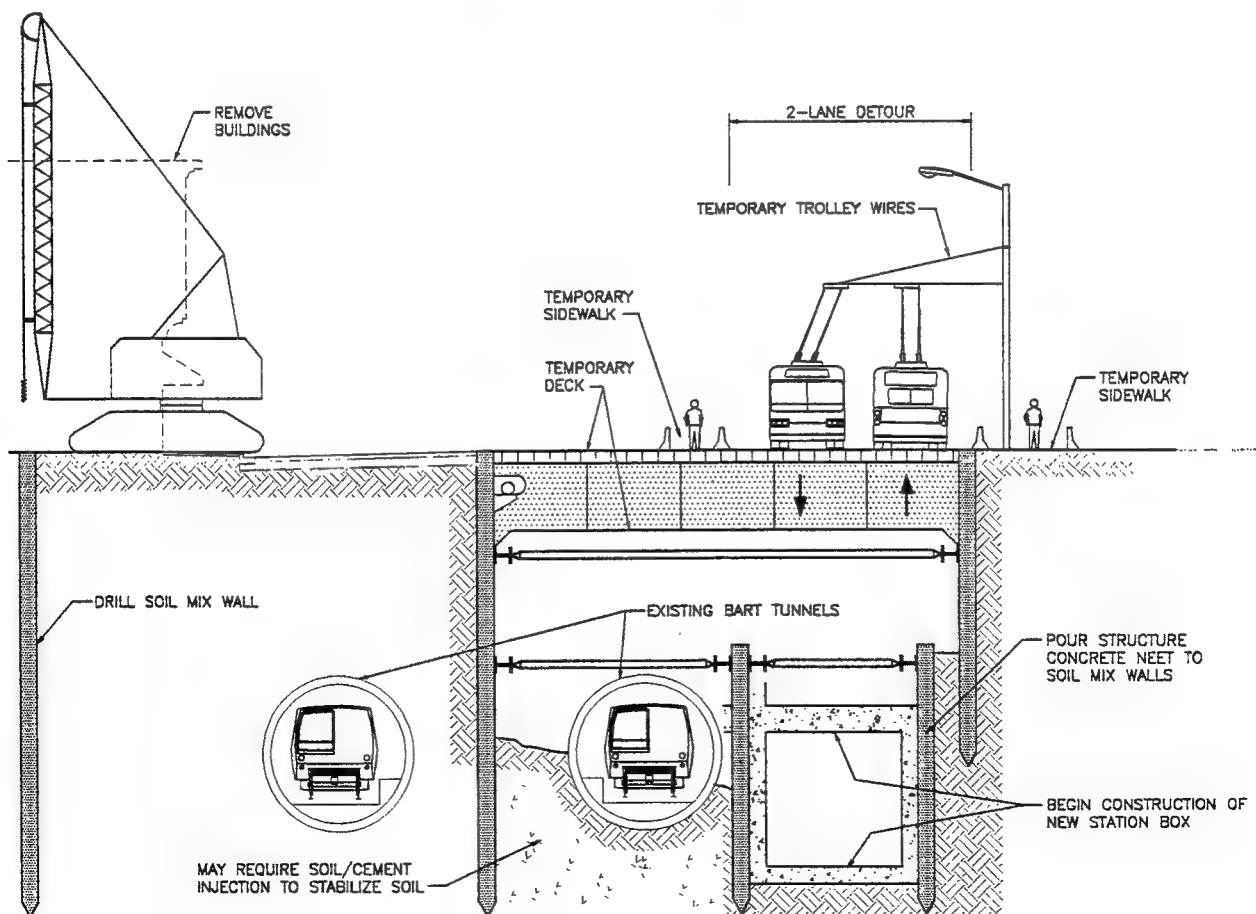 REMOVE
BUILDINGS
2-LANE DETOUR
TEMPORARY TROLLEY WIRES
TEMPORARY
SIDEWALK
TEMPORARY
DECK
TEMPORARY
SIDEWALK
DRILL SOIL MIX WALL
EXISTING BART TUNNELS
POUR STRUCTURE
CONCRETE NEET TO
SOIL MIX WALLS
BEGIN CONSTRUCTION OF
NEW STATION BOX
MAY REQUIRE SOIL/CEMENT
INJECTION TO STABILIZE SOIL